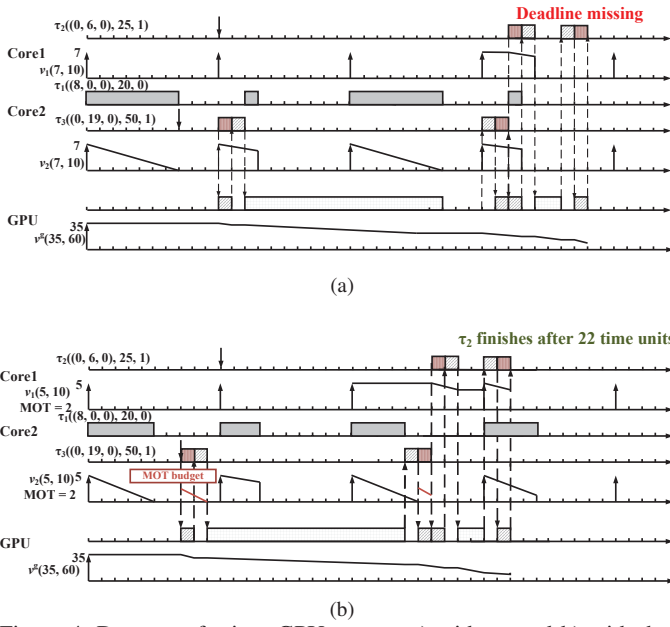 Deadline missing
τ₂((0, 6, 0), 25, 1)
Core1
7
v₁(7, 10)
τ₁((8, 0, 0), 20, 0)
Core2
τ₃((0, 19, 0), 50, 1)
7
v₂(7, 10)
GPU
35
vᵍ(35, 60)
(a)
τ₂ finishes after 22 time units
τ₂((0, 6, 0), 25, 1)
Core1
v₁(5, 10) 5
MOT = 2
τ₁((8, 0, 0), 20, 0)
Core2
τ₃((0, 19, 0), 50, 1)
MOT budget
v₂(5, 10) 5
MOT = 2
GPU
35
vᵍ(35, 60)
(b)